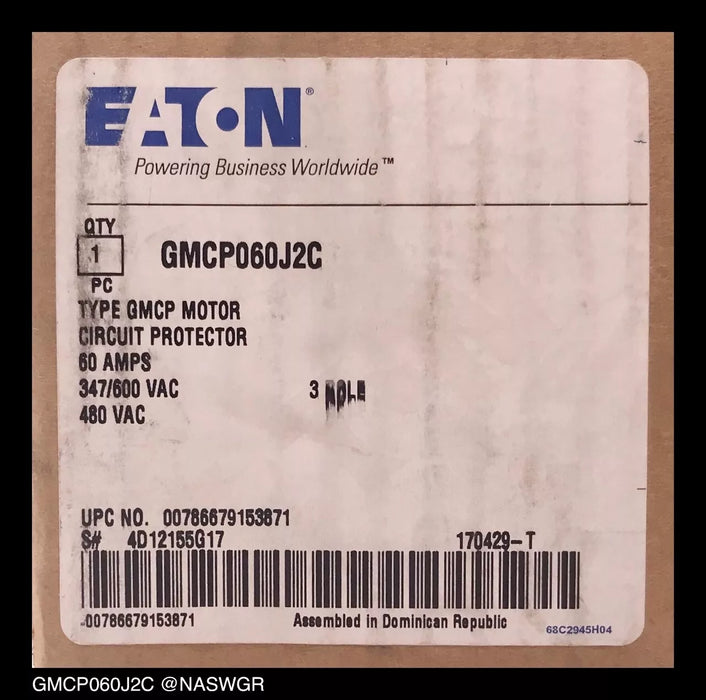 EATON®
Powering Business Worldwide™
QTY
1
PC
GMCP060J2C
TYPE GMCP MOTOR
CIRCUIT PROTECTOR
60 AMPS
347/600 VAC 3 POLE
480 VAC
UPC NO. 00786679153871
S# 4D12155G17 170429-T
00786679153871 Assembled in Dominican Republic
68C2945H04
GMCP060J2C @NASWGR